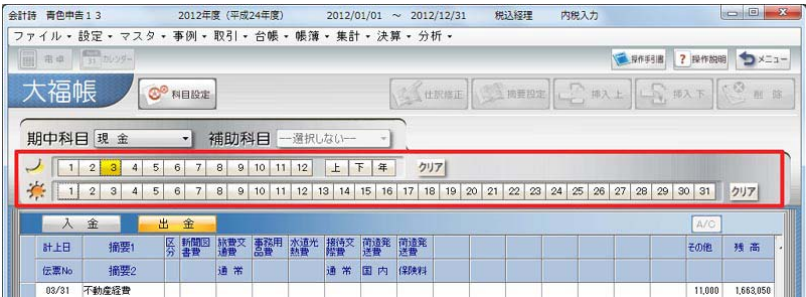 会計詩 青色申告13 2012年度(平成24年度) 2012/01/01 ～ 2012/12/31 税込経理 内税入力
ファイル・設定・マスタ・事例・取引・台帳・帳簿・集計・決算・分析・
電卓 31 カレンダー 操作手引書 ? 操作説明 メニュー
大福帳 科目設定 仕訳修正 摘要設定 挿入上 挿入下 削除
期中科目 現金 補助科目 --選択しない--
1 2 3 4 5 6 7 8 9 10 11 12 上 下 年 クリア
1 2 3 4 5 6 7 8 9 10 11 12 13 14 15 16 17 18 19 20 21 22 23 24 25 26 27 28 29 30 31 クリア
入金 出金 A/C
計上日 摘要1 区分 新聞図書費 旅費交通費 事務用品費 水道光熱費 接待交際費 荷造発送費 荷造発送費 その他 残高
伝票No 摘要2 通常 通常 国内 保険料
03/31 不動産経費 11,000 1,663,050